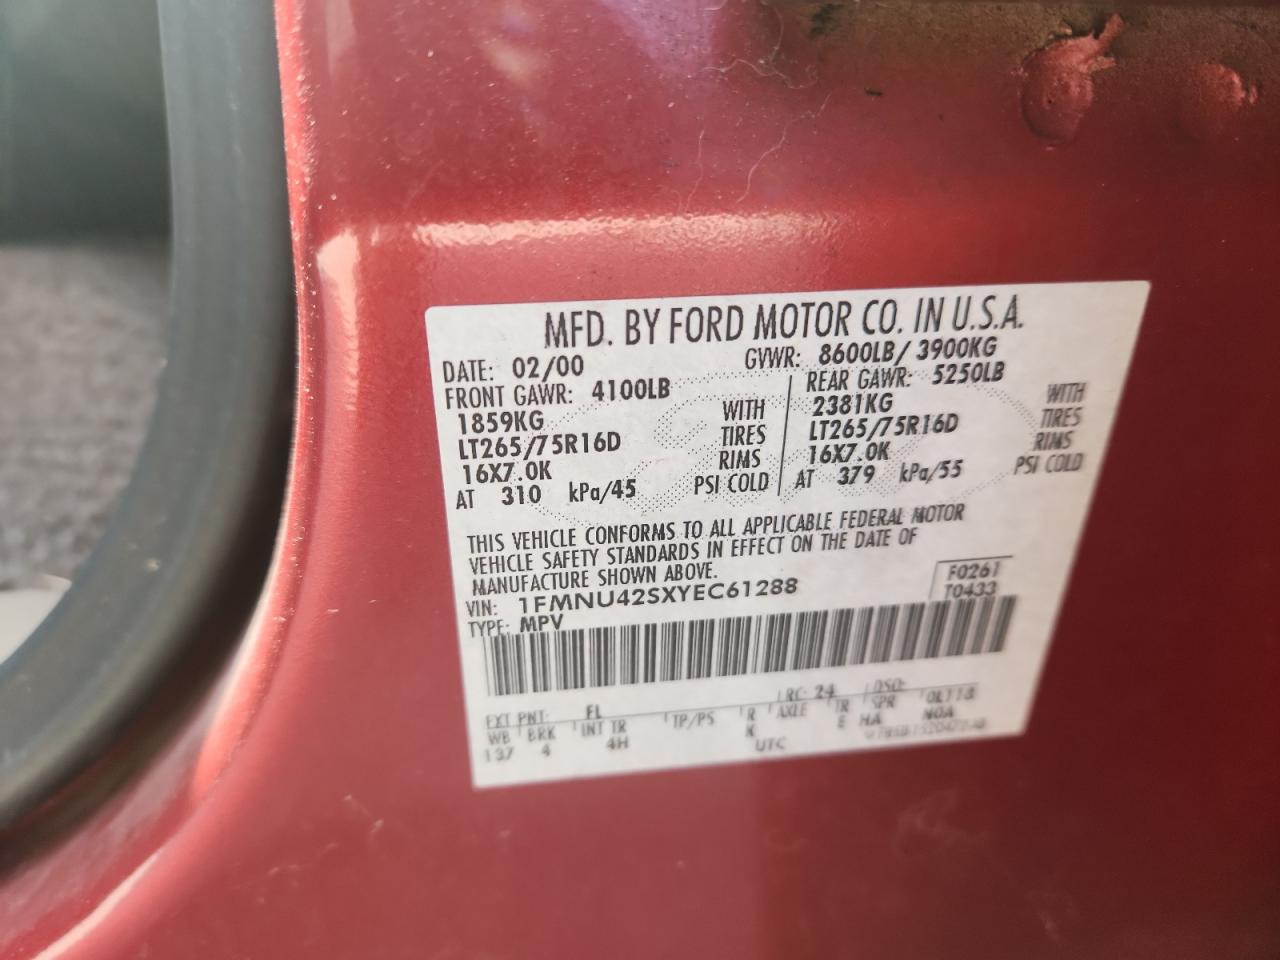 MFD. BY FORD MOTOR CO. IN U.S.A.
DATE: 02/00 GVWR: 8600LB/ 3900KG
FRONT GAWR: 4100LB REAR GAWR: 5250LB
1859KG WITH 2381KG WITH
LT265/75R16D TIRES LT265/75R16D TIRES
16X7.0K RIMS 16X7.0K RIMS
AT 310 kPa/45 PSI COLD AT 379 kPa/55 PSI COLD
THIS VEHICLE CONFORMS TO ALL APPLICABLE FEDERAL MOTOR
VEHICLE SAFETY STANDARDS IN EFFECT ON THE DATE OF
MANUFACTURE SHOWN ABOVE.
F0261
VIN: 1FMNU42SXYEC61288 T0433
TYPE: MPV
EXT PNT: FL RC: 24 DSO:
WB BRK INT TR TP/PS R AXLE TR SPR
137 4 4H K E HA N0A
UTC